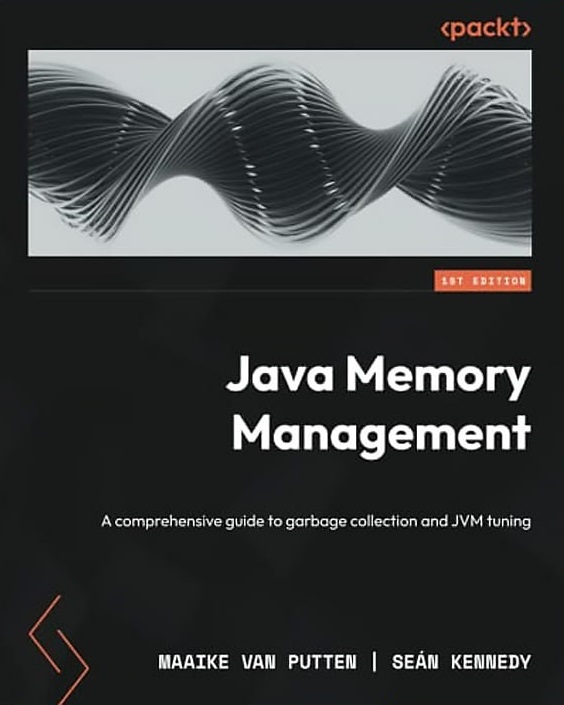 <packt>
1ST EDITION
Java Memory
Management
A comprehensive guide to garbage collection and JVM tuning
MAAIKE VAN PUTTEN | SEÁN KENNEDY